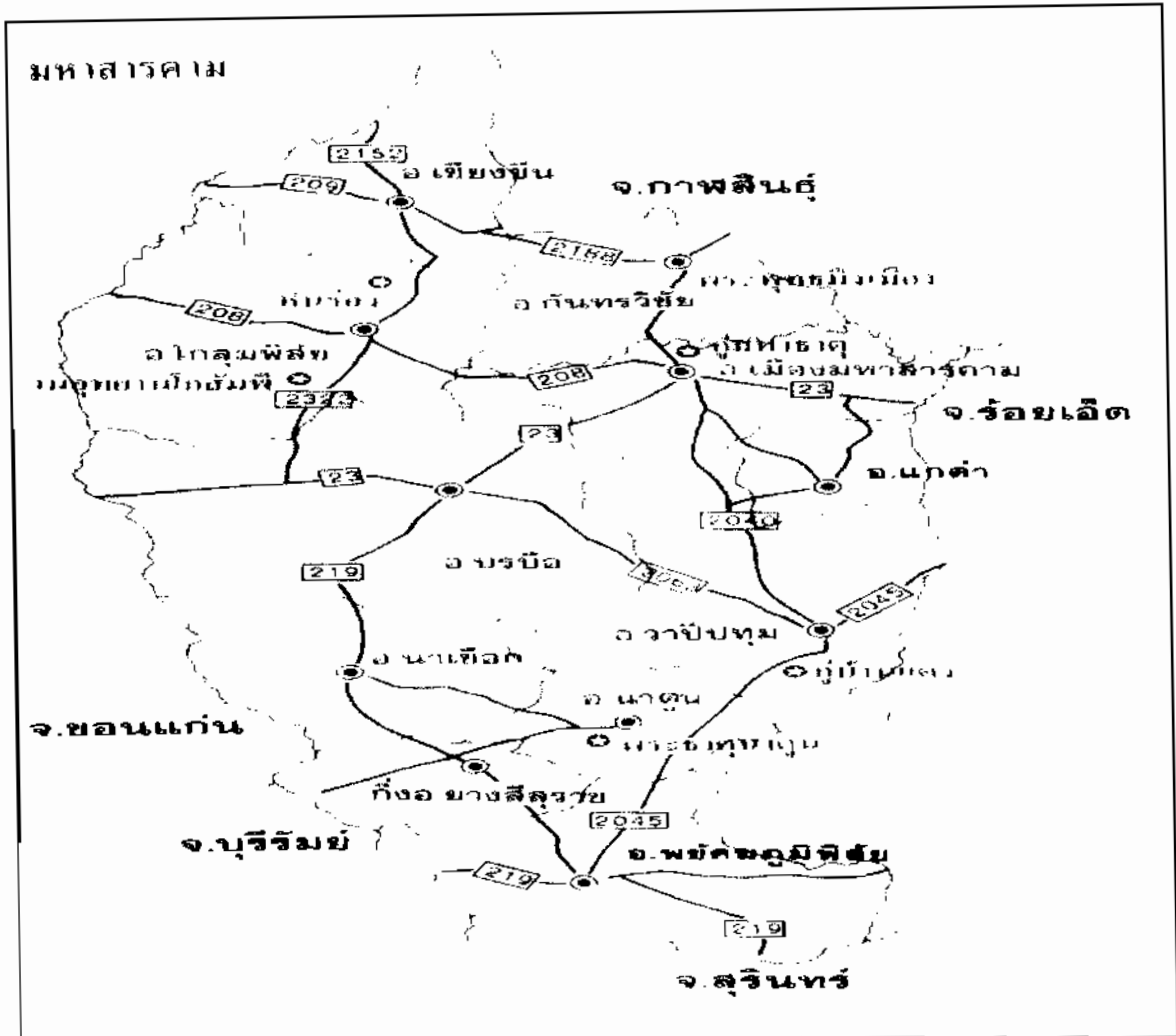 มหาสารคาม
2152
อ เชียงยืน
209
จ.กาฬสินธุ์
2188
อ กันทรวิชัย
208
อ โกสุมพิสัย
208
อ เมืองมหาสารคาม
23
จ.ร้อยเอ็ด
23
23
อ.แกดำ
2040
219
อ บรบือ
2045
อ วาปีปทุม
อ นาเชือก
อ นาดูน
จ.ขอนแก่น
กิ่งอ ยางสีสุราช
2045
จ.บุรีรัมย์
อ.พยัคฆภูมิพิสัย
219
219
จ.สุรินทร์